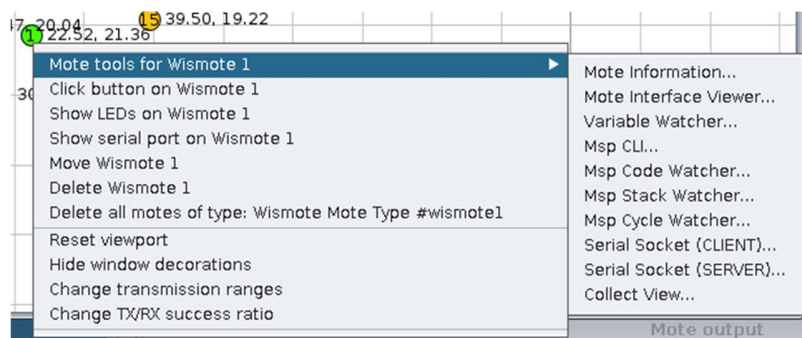 20.04
15 39.50, 19.22
1 22.52, 21.36
Mote tools for Wismote 1
Click button on Wismote 1
Show LEDs on Wismote 1
Show serial port on Wismote 1
Move Wismote 1
Delete Wismote 1
Delete all motes of type: Wismote Mote Type #wismote1
Reset viewport
Hide window decorations
Change transmission ranges
Change TX/RX success ratio
Mote Information...
Mote Interface Viewer...
Variable Watcher...
Msp CLI...
Msp Code Watcher...
Msp Stack Watcher...
Msp Cycle Watcher...
Serial Socket (CLIENT)...
Serial Socket (SERVER)...
Collect View...
Mote output